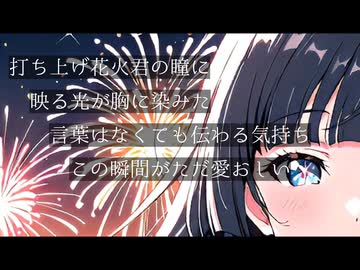 打ち上げ花火君の瞳に
映る光が胸に染みた
言葉はなくても伝わる気持ち
この瞬間がただ愛おしい